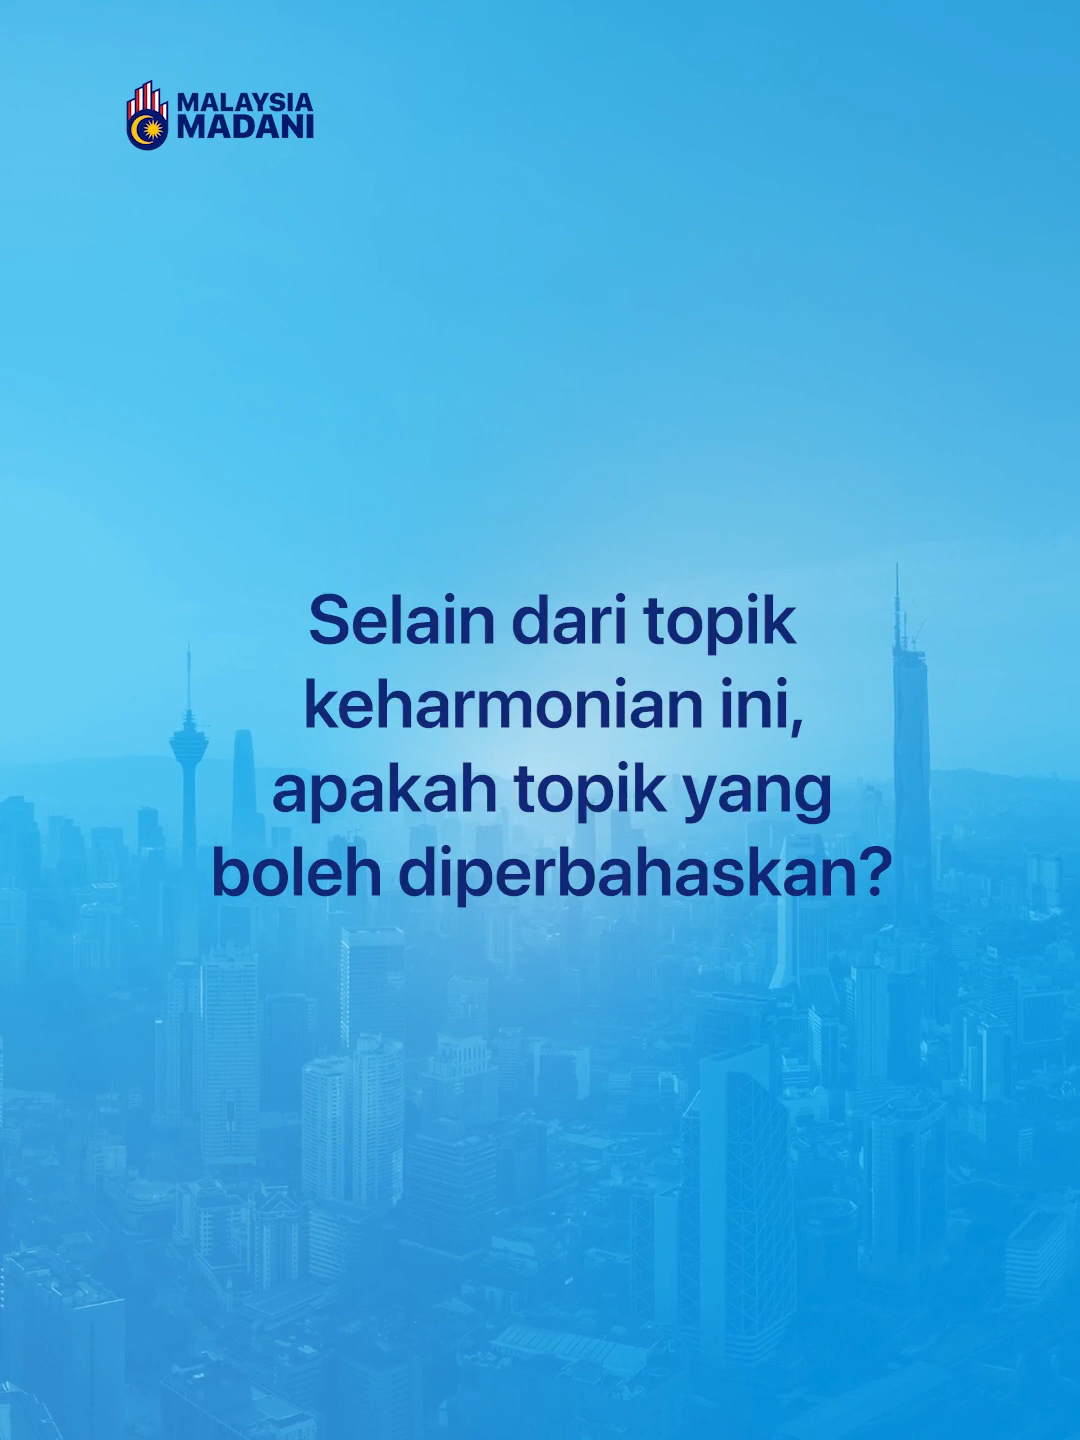 MALAYSIA
MADANI
Selain dari topik
keharmonian ini,
apakah topik yang
boleh diperbahaskan?